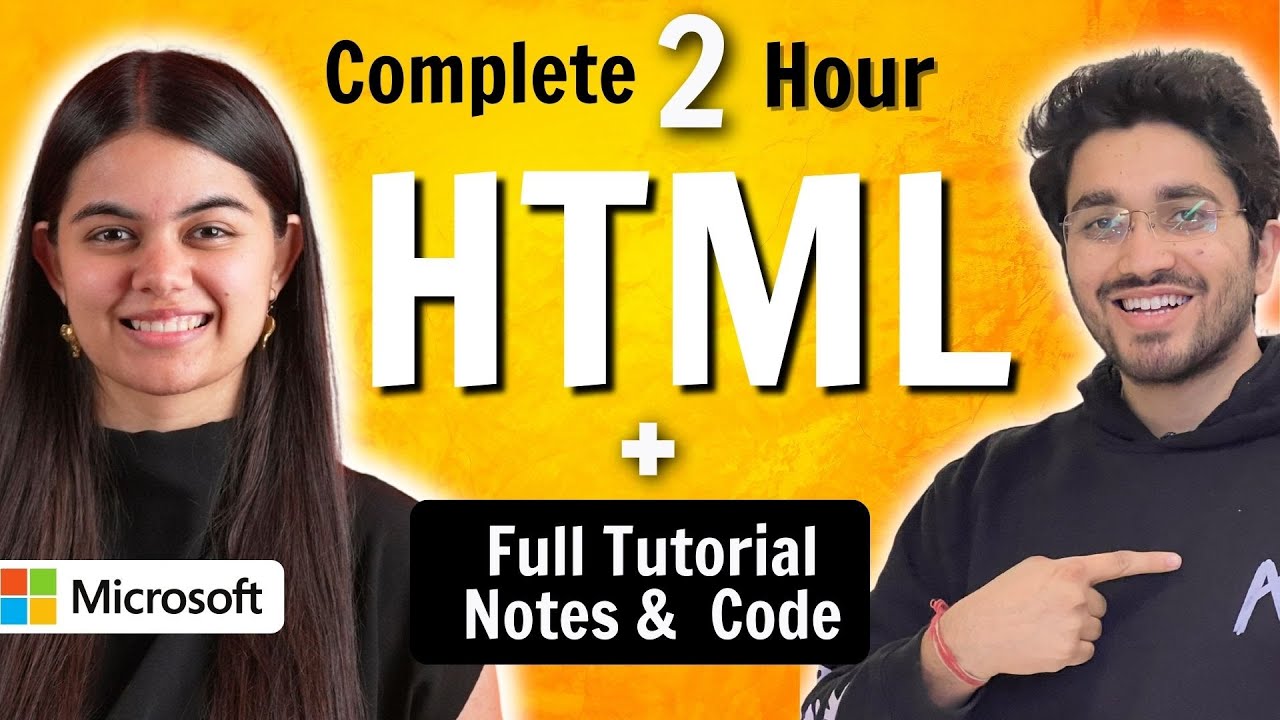 Complete 2 Hour
HTML
+
Full Tutorial
Notes & Code
Microsoft
A